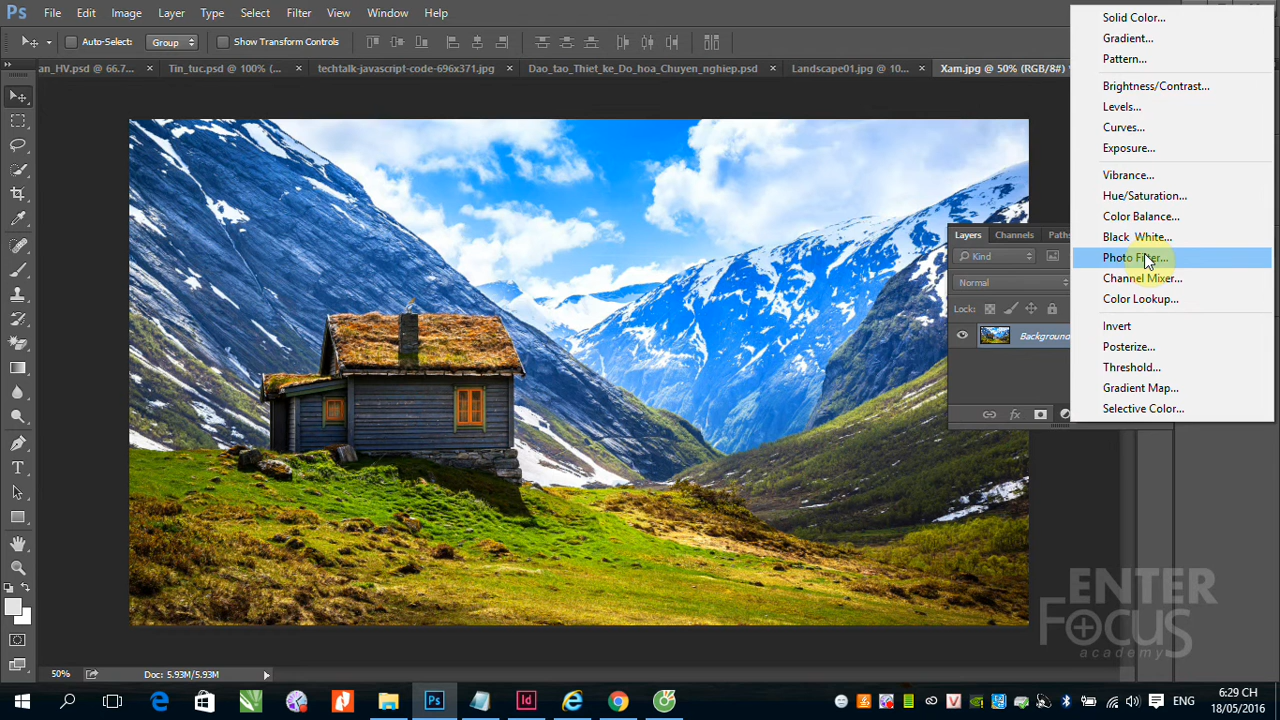 Ps File Edit Image Layer Type Select Filter View Window Help
Auto-Select: Group Show Transform Controls
an_HV.psd @ 66.7... Tin_tuc.psd @ 100% (... techtalk-javascript-code-696x371.jpg Dao_tao_Thiet_ke_Do_hoa_Chuyen_nghiep.psd Landscape01.jpg @ 10... Xam.jpg @ 50% (RGB/8#)
Solid Color...
Gradient...
Pattern...
Brightness/Contrast...
Levels...
Curves...
Exposure...
Vibrance...
Hue/Saturation...
Color Balance...
Black White...
Photo Filter...
Channel Mixer...
Color Lookup...
Invert
Posterize...
Threshold...
Gradient Map...
Selective Color...
Layers Channels Paths
Kind
Normal
Lock:
Background
fx
T
ENTER
FOCUS
academy
50% Doc: 5.93M/5.93M
Ps Id ENG
6:29 CH
18/05/2016